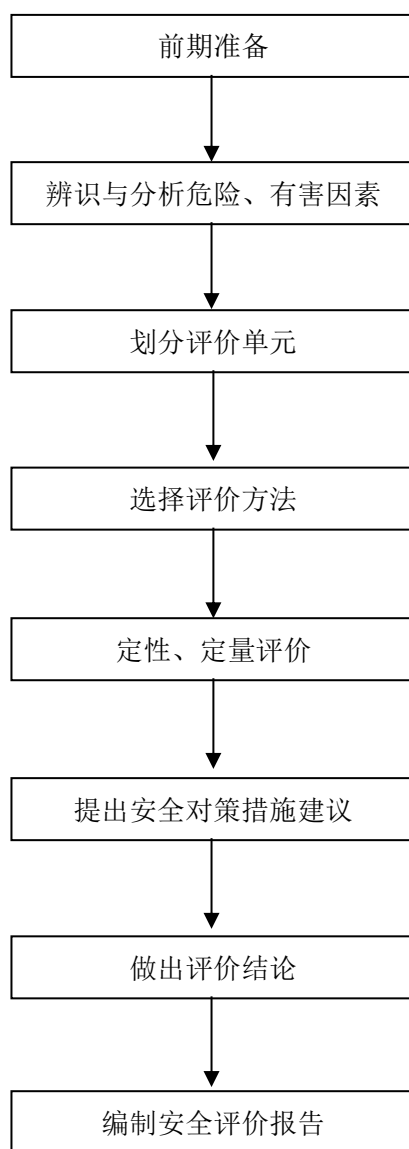 前期准备
辨识与分析危险、有害因素
划分评价单元
选择评价方法
定性、定量评价
提出安全对策措施建议
做出评价结论
编制安全评价报告